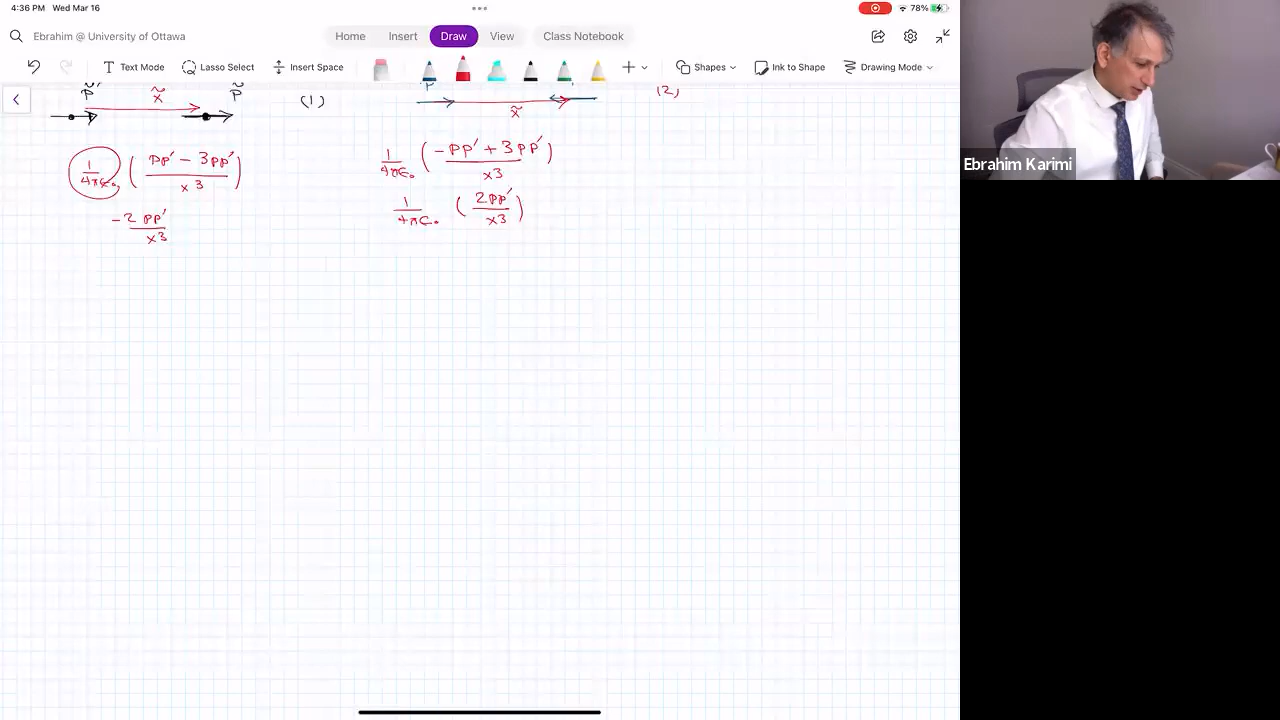 4:36 PM Wed Mar 16
78%
Ebrahim @ University of Ottawa
Home Insert Draw View Class Notebook
Text Mode Lasso Select Insert Space Shapes Ink to Shape Drawing Mode
p̃' x̃ p̃ (1)
x̃ (2)
1/4πε₀ ( pp' − 3pp' / x³ )
−2 pp' / x³
1/4πε₀ ( −pp' + 3pp' / x³ )
1/4πε₀ ( 2pp' / x³ )
Ebrahim Karimi